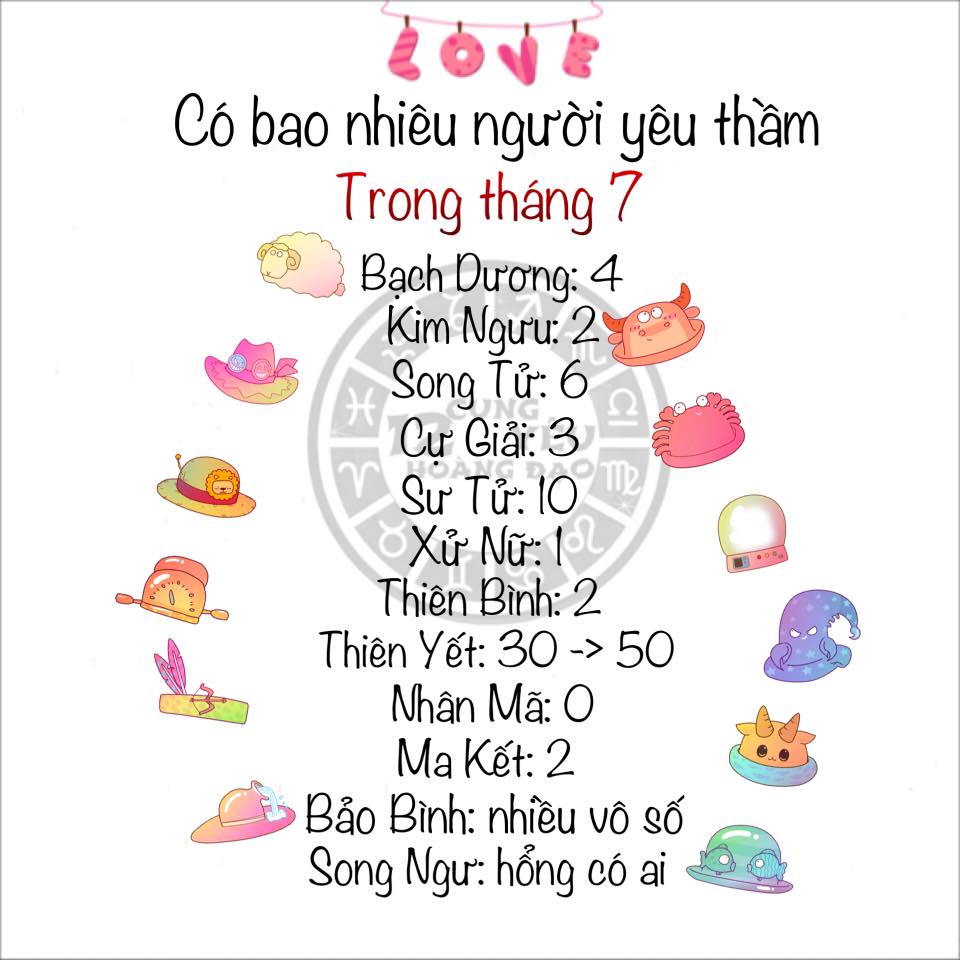 LOVE
Có bao nhiêu người yêu thầm
Trong tháng 7
Bạch Dương: 4
Kim Ngưu: 2
Song Tử: 6
Cự Giải: 3
Sư Tử: 10
Xử Nữ: 1
Thiên Bình: 2
Thiên Yết: 30 -> 50
Nhân Mã: 0
Ma Kết: 2
Bảo Bình: nhiều vô số
Song Ngư: hổng có ai
CUNG
HOÀNG ĐẠO